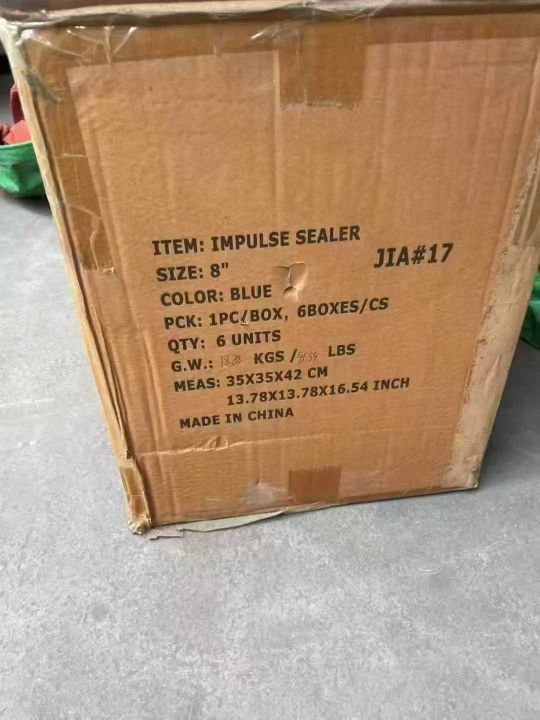 ITEM: IMPULSE SEALER
JIA#17
SIZE: 8"
COLOR: BLUE
PCK: 1PC/BOX, 6BOXES/CS
QTY: 6 UNITS
G.W.: KGS / LBS
MEAS: 35X35X42 CM
13.78X13.78X16.54 INCH
MADE IN CHINA